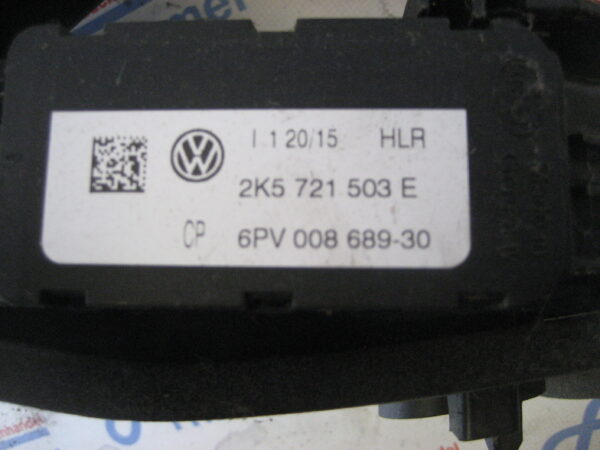 I 1 20/15 HLR
2K5 721 503 E
CP 6PV 008 689-30